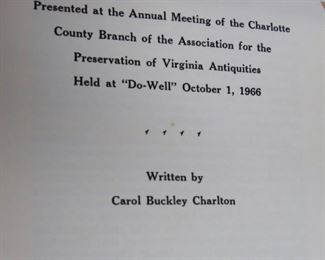 Presented at the Annual Meeting of the Charlotte
County Branch of the Association for the
Preservation of Virginia Antiquities
Held at "Do-Well" October 1, 1966
Written by
Carol Buckley Charlton